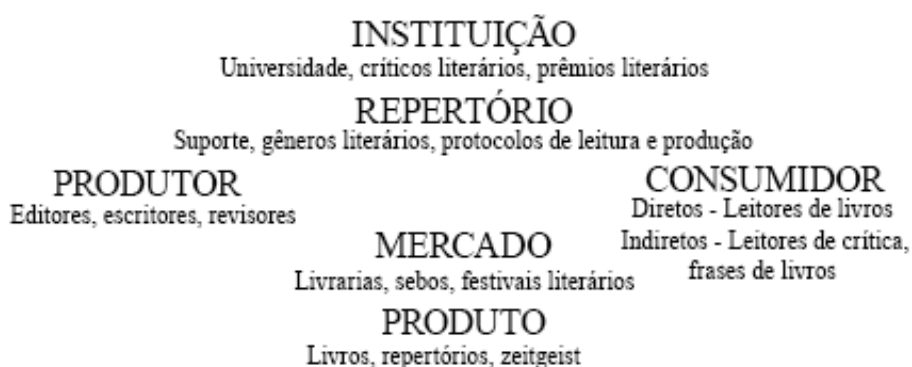 INSTITUIÇÃO
Universidade, críticos literários, prêmios literários
REPERTÓRIO
Suporte, gêneros literários, protocolos de leitura e produção
PRODUTOR
Editores, escritores, revisores
CONSUMIDOR
Diretos - Leitores de livros
Indiretos - Leitores de crítica,
frases de livros
MERCADO
Livrarias, sebos, festivais literários
PRODUTO
Livros, repertórios, zeitgeist